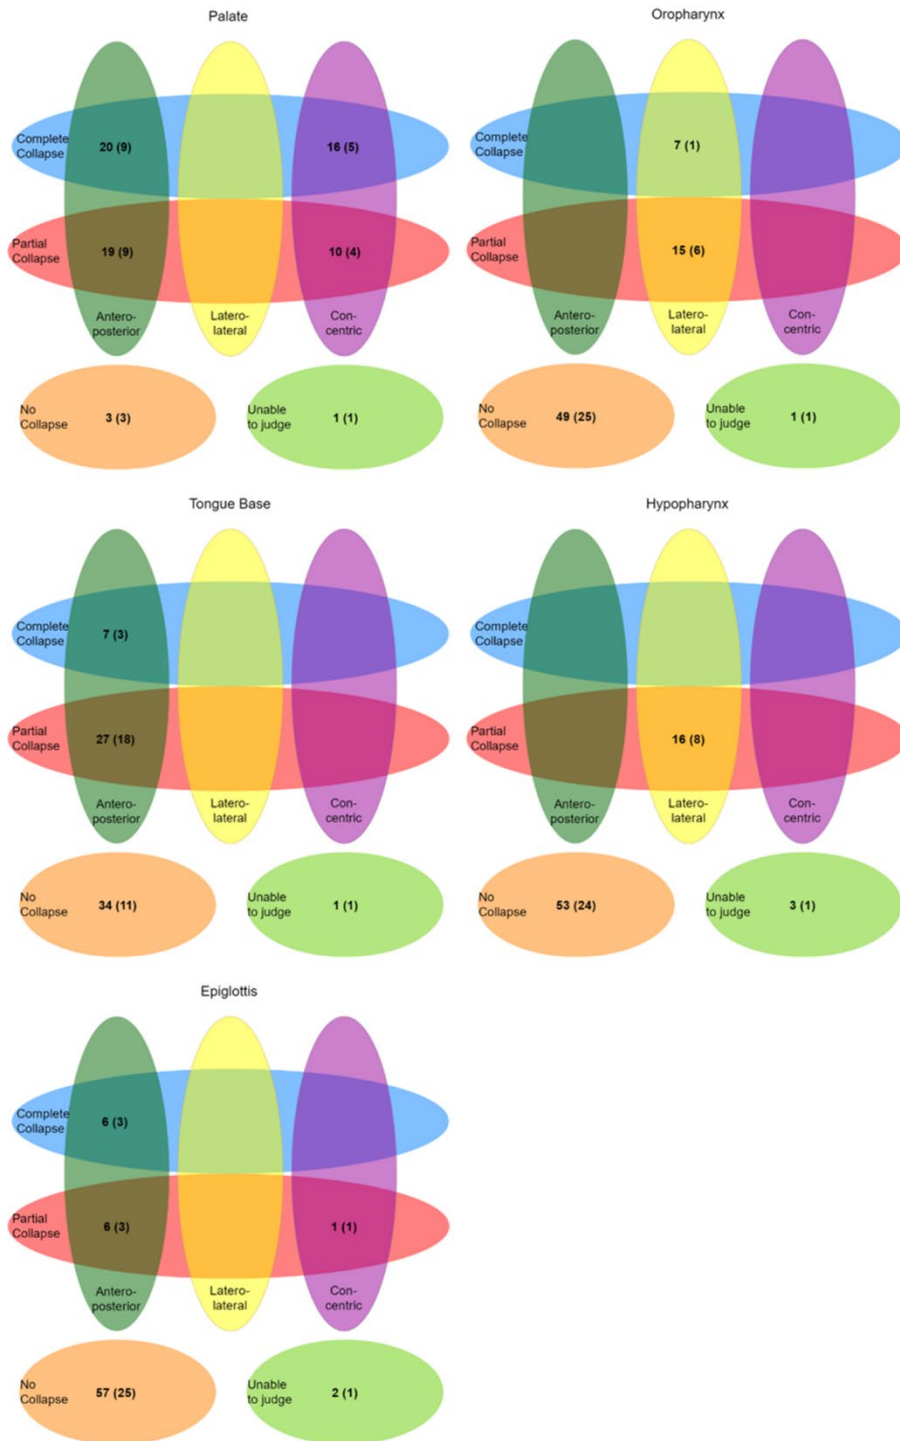 Palate
Complete
Collapse
20 (9)
16 (5)
Partial
Collapse
19 (9)
10 (4)
Antero-
posterior
Latero-
lateral
Con-
centric
No
Collapse
3 (3)
Unable
to judge
1 (1)
Oropharynx
Complete
Collapse
7 (1)
Partial
Collapse
15 (6)
Antero-
posterior
Latero-
lateral
Con-
centric
No
Collapse
49 (25)
Unable
to judge
1 (1)
Tongue Base
Complete
Collapse
7 (3)
Partial
Collapse
27 (18)
Antero-
posterior
Latero-
lateral
Con-
centric
No
Collapse
34 (11)
Unable
to judge
1 (1)
Hypopharynx
Complete
Collapse
Partial
Collapse
16 (8)
Antero-
posterior
Latero-
lateral
Con-
centric
No
Collapse
53 (24)
Unable
to judge
3 (1)
Epiglottis
Complete
Collapse
6 (3)
Partial
Collapse
6 (3)
1 (1)
Antero-
posterior
Latero-
lateral
Con-
centric
No
Collapse
57 (25)
Unable
to judge
2 (1)